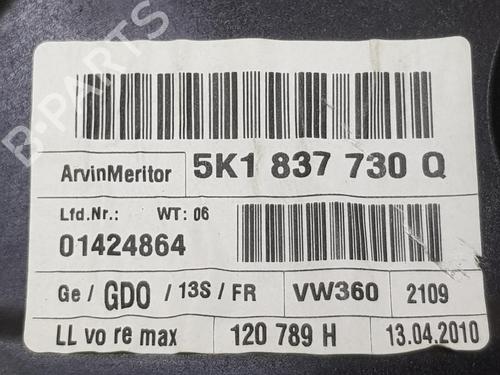 B-PARTS
ArvinMeritor 5K1 837 730 Q
Lfd.Nr.: WT: 06
01424864
Ge / GDO / 13S / FR VW360 2109
LL vo re max 120 789 H 13.04.2010